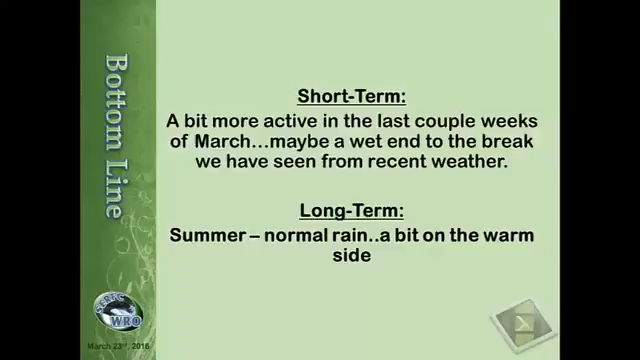 Bottom Line
Short-Term:
A bit more active in the last couple weeks
of March…maybe a wet end to the break
we have seen from recent weather.
Long-Term:
Summer – normal rain..a bit on the warm
side
SERFC
WRO
March 23rd, 2016